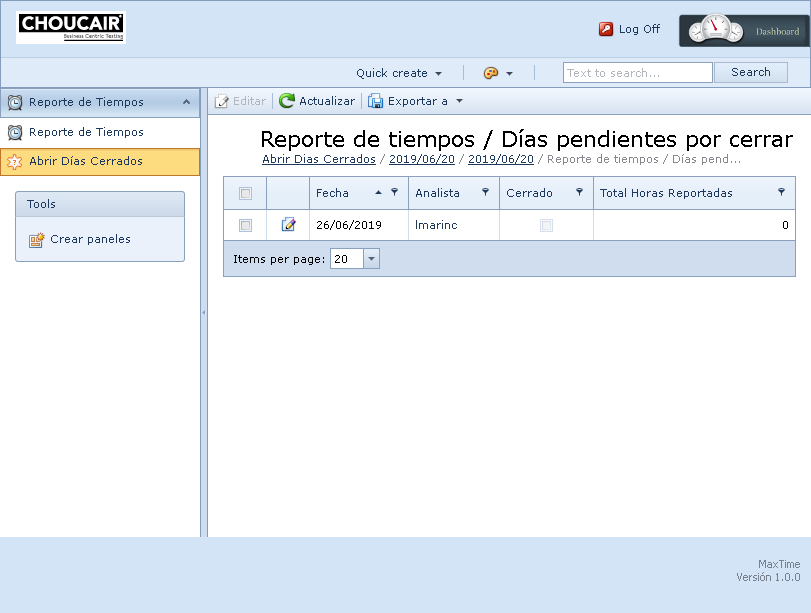 CHOUCAIR
Business Centric Testing
Log Off
Dashboard
Quick create
Text to search...
Search
Reporte de Tiempos
Reporte de Tiempos
Abrir Días Cerrados
Tools
Crear paneles
Editar
Actualizar
Exportar a
Reporte de tiempos / Días pendientes por cerrar
Abrir Dias Cerrados / 2019/06/20 / 2019/06/20 / Reporte de tiempos / Días pend...
Fecha Analista Cerrado Total Horas Reportadas
26/06/2019 lmarinc 0
Items per page: 20
MaxTime
Versión 1.0.0